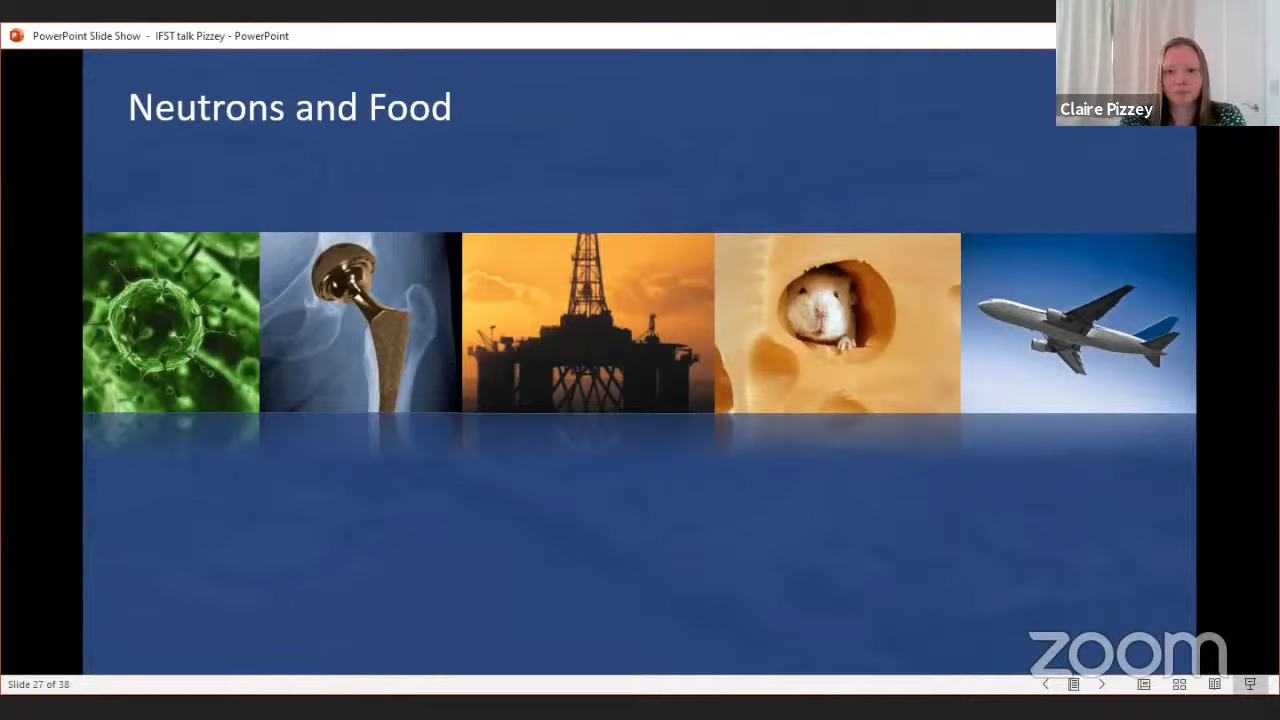 PowerPoint Slide Show - IFST talk Pizzey - PowerPoint
Neutrons and Food
Claire Pizzey
zoom
Slide 27 of 38